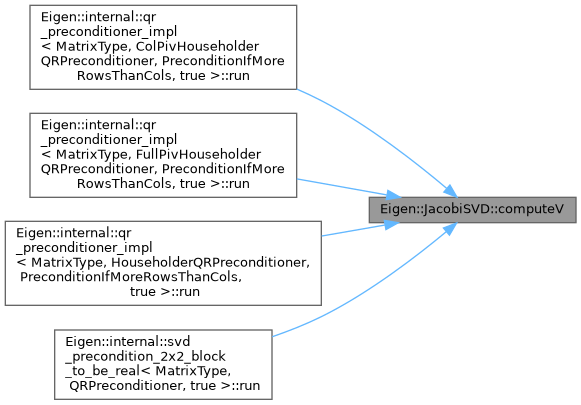 Eigen::internal::qr
_preconditioner_impl
< MatrixType, ColPivHouseholder
QRPreconditioner, PreconditionIfMore
RowsThanCols, true >::run
Eigen::internal::qr
_preconditioner_impl
< MatrixType, FullPivHouseholder
QRPreconditioner, PreconditionIfMore
RowsThanCols, true >::run
Eigen::JacobiSVD::computeV
Eigen::internal::qr
_preconditioner_impl
< MatrixType, HouseholderQRPreconditioner,
PreconditionIfMoreRowsThanCols,
true >::run
Eigen::internal::svd
_precondition_2x2_block
_to_be_real< MatrixType,
QRPreconditioner, true >::run